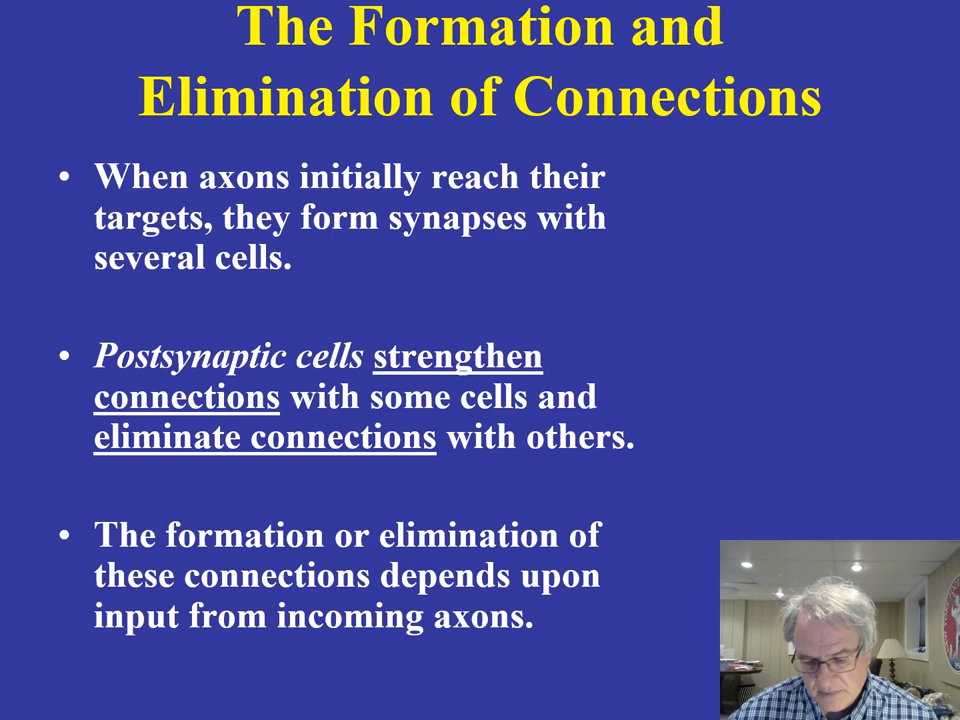 The Formation and
Elimination of Connections
• When axons initially reach their
targets, they form synapses with
several cells.
• Postsynaptic cells strengthen
connections with some cells and
eliminate connections with others.
• The formation or elimination of
these connections depends upon
input from incoming axons.